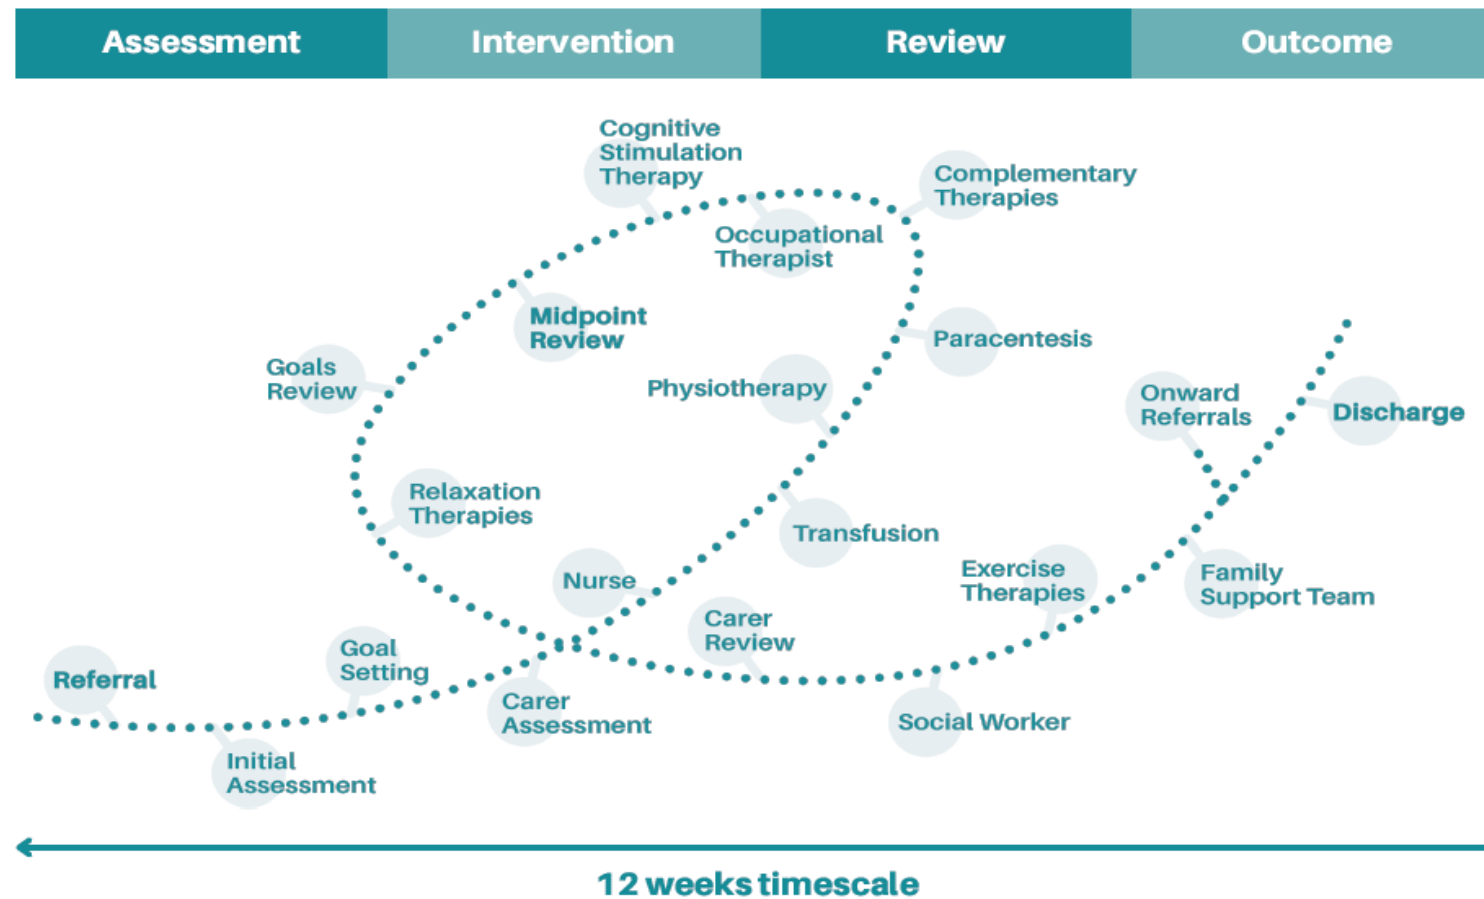 Assessment
Intervention
Review
Outcome
Cognitive
Stimulation
Therapy
Complementary
Therapies
Occupational
Therapist
Midpoint
Review
Paracentesis
Goals
Review
Physiotherapy
Onward
Referrals
Discharge
Relaxation
Therapies
Transfusion
Nurse
Exercise
Therapies
Family
Support Team
Carer
Review
Goal
Setting
Referral
Carer
Assessment
Social Worker
Initial
Assessment
12 weeks timescale